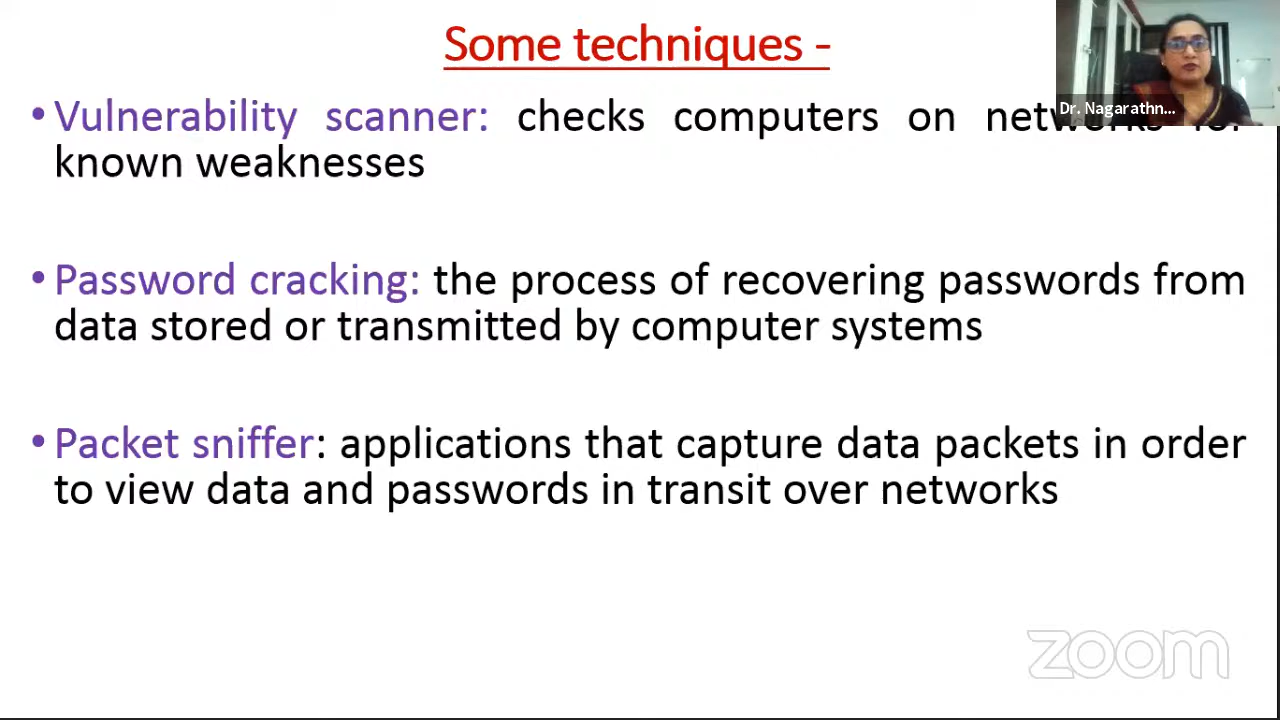 Some techniques -
• Vulnerability scanner: checks computers on networks for
known weaknesses
• Password cracking: the process of recovering passwords from
data stored or transmitted by computer systems
• Packet sniffer: applications that capture data packets in order
to view data and passwords in transit over networks
Dr. Nagarathn...
zoom